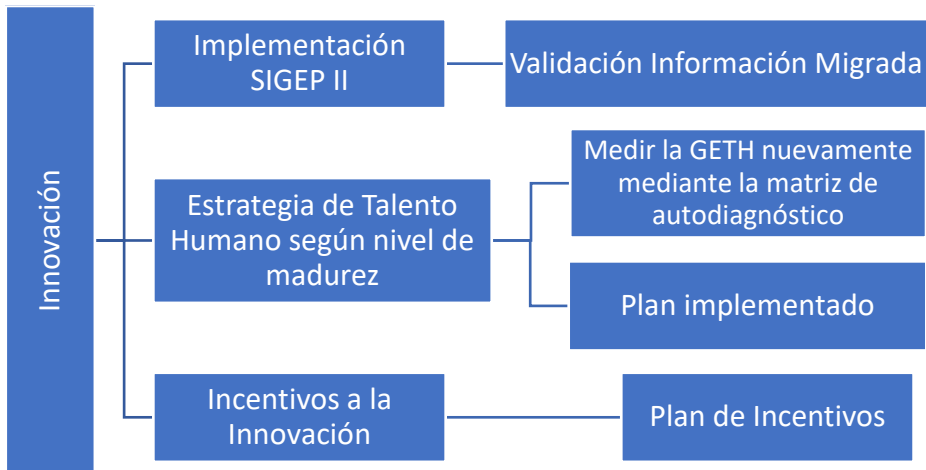 Innovación
Implementación
SIGEP II
Validación Información Migrada
Estrategia de Talento
Humano según nivel de
madurez
Medir la GETH nuevamente
mediante la matriz de
autodiagnóstico
Plan implementado
Incentivos a la
Innovación
Plan de Incentivos